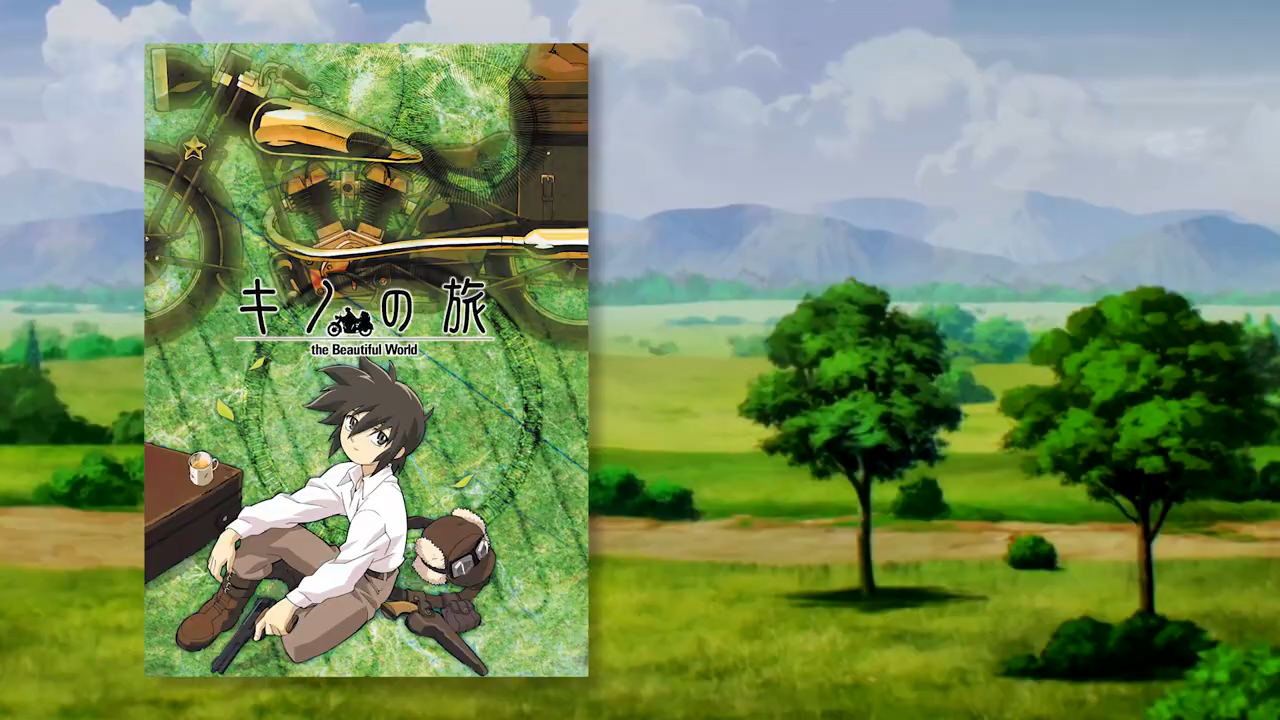 キノの旅
the Beautiful World